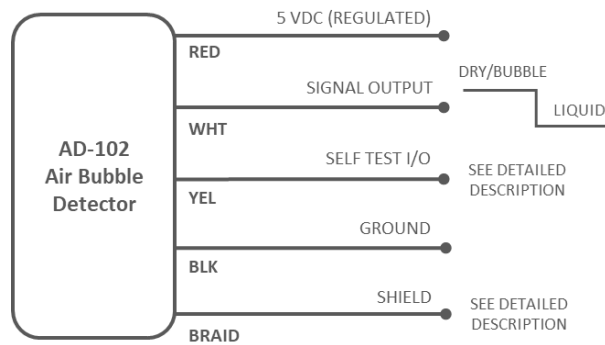 5 VDC (REGULATED)
RED
DRY/BUBBLE
SIGNAL OUTPUT
LIQUID
WHT
AD-102
Air Bubble
Detector
SELF TEST I/O
SEE DETAILED
DESCRIPTION
YEL
GROUND
BLK
SHIELD
SEE DETAILED
DESCRIPTION
BRAID